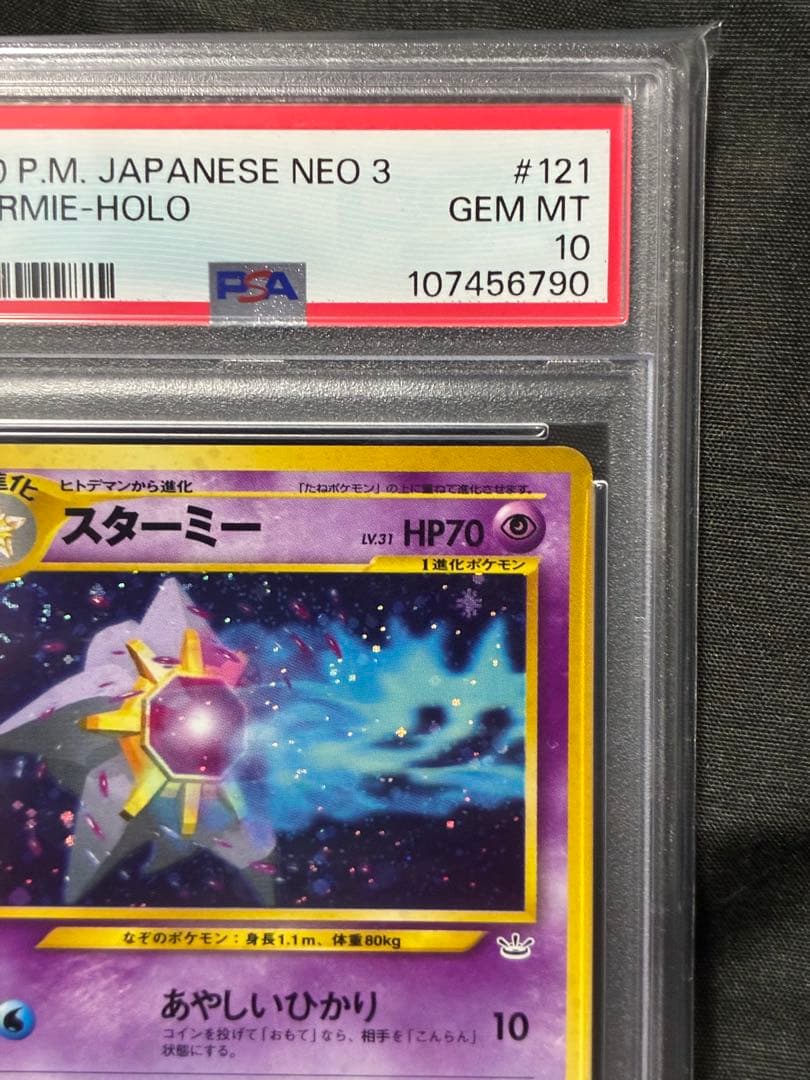 0 P.M. JAPANESE NEO 3 #121
RMIE-HOLO GEM MT
10
PSA 107456790
進化 ヒトデマンから進化 「たねポケモン」の上に重ねて進化させます。
スターミー LV.31 HP70
1進化ポケモン
なぞのポケモン：身長1.1m、体重80kg
あやしいひかり 10
コインを投げて「おもて」なら、相手を「こんらん」
状態にする。